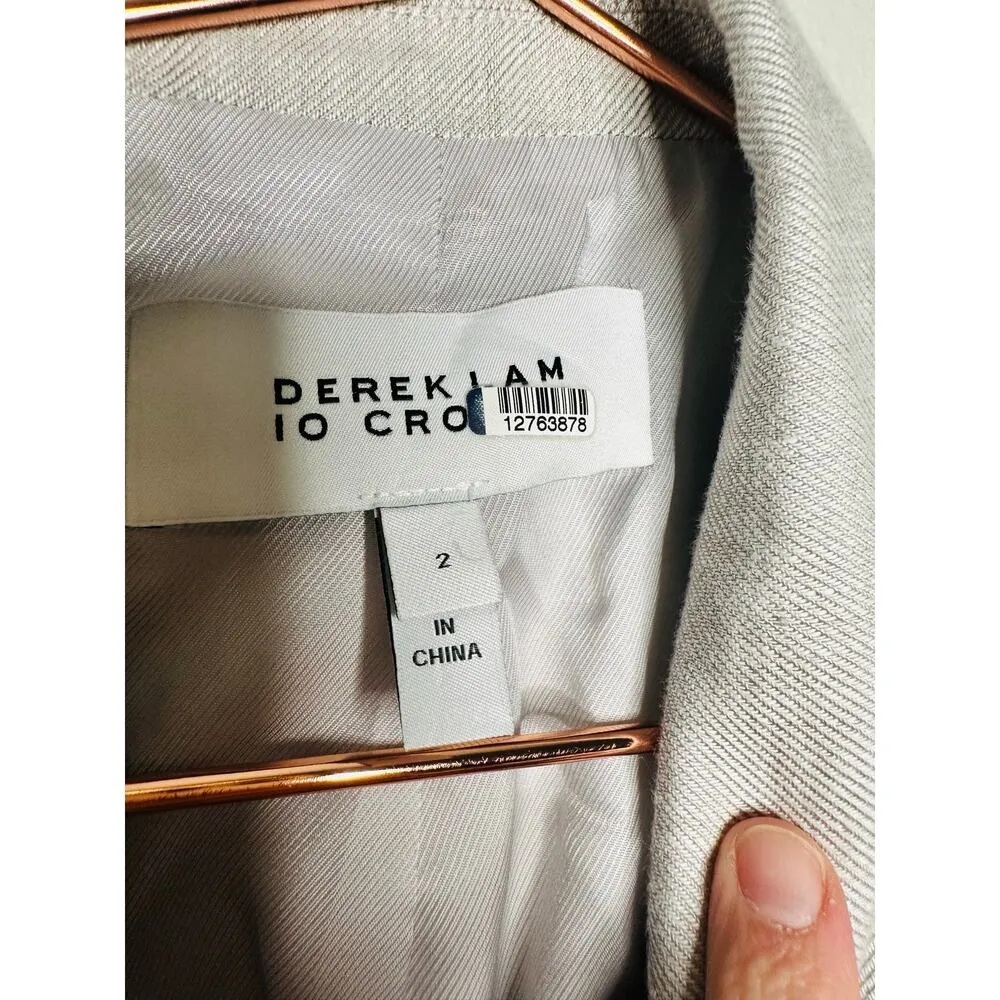 DEREK LAM
10 CRO
12763878
2
IN
CHINA